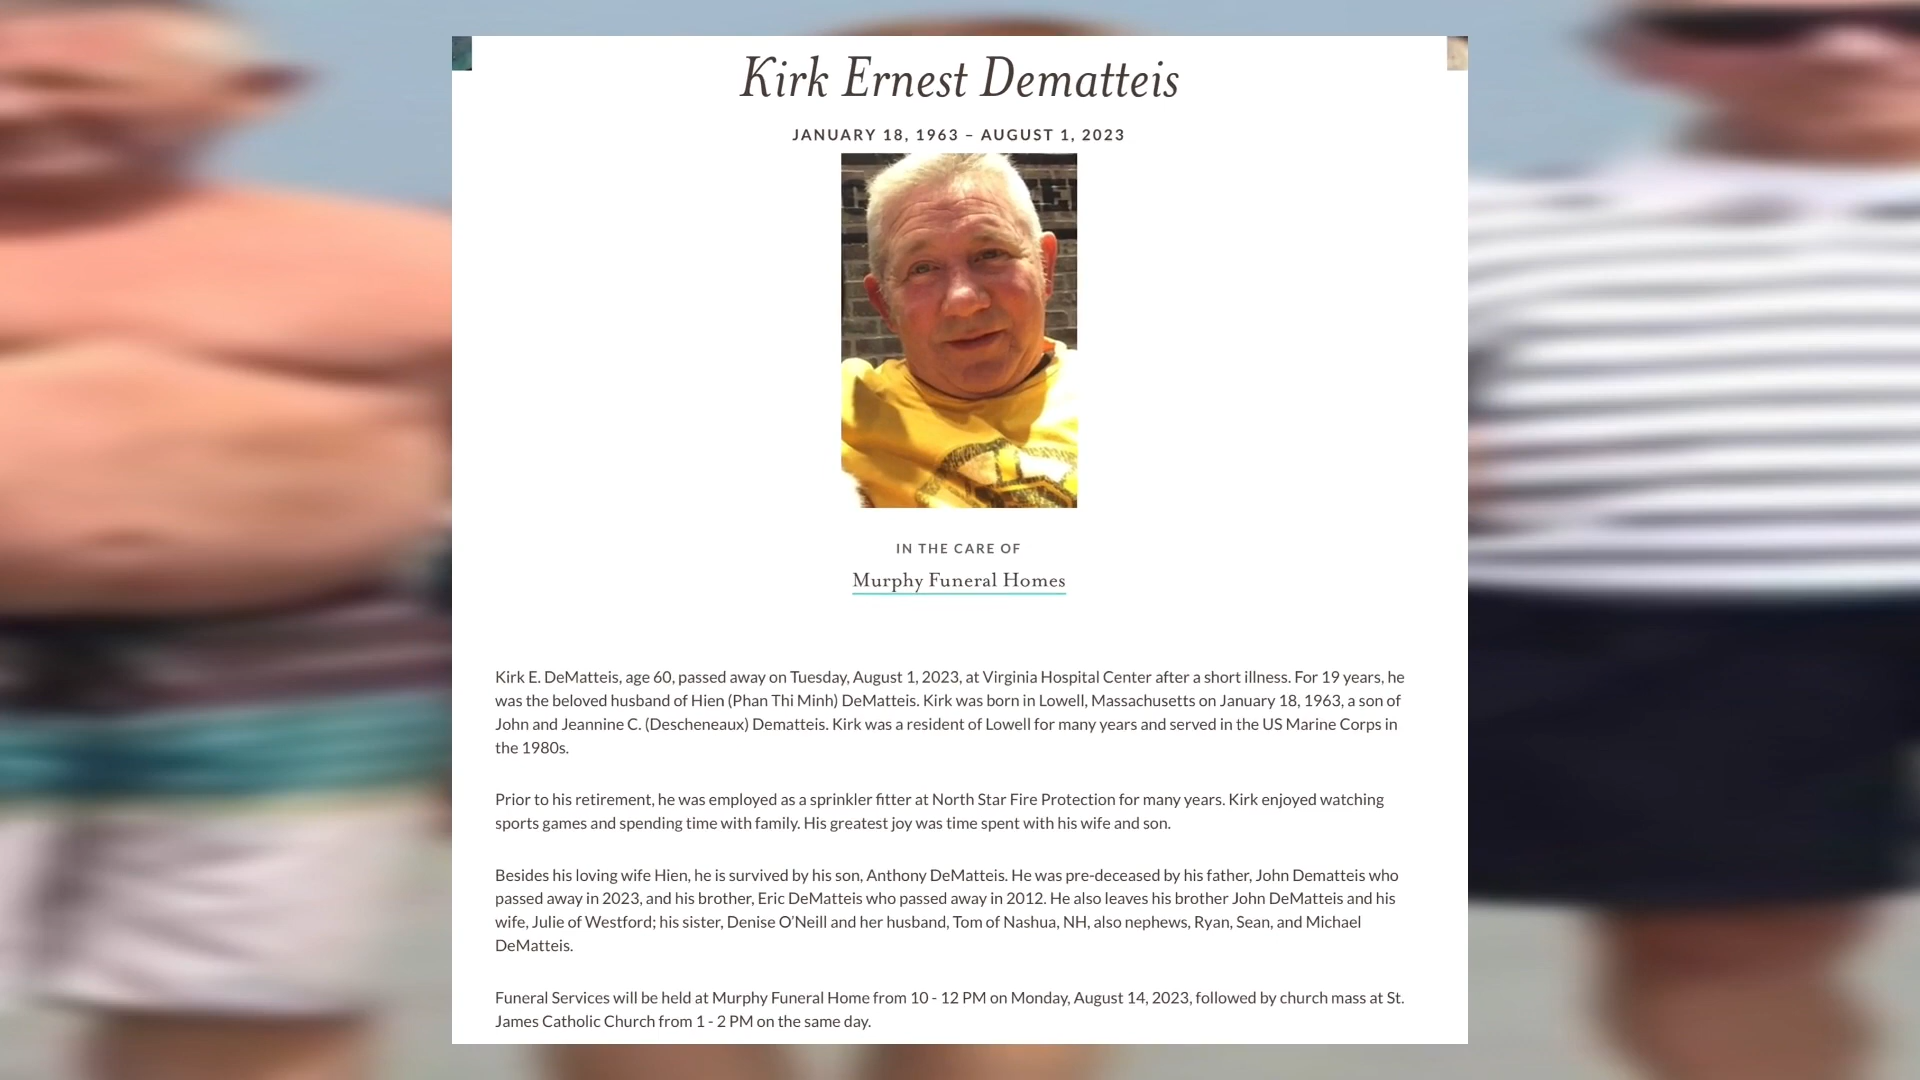 Kirk Ernest Dematteis
JANUARY 18, 1963 – AUGUST 1, 2023
IN THE CARE OF
Murphy Funeral Homes
Kirk E. DeMatteis, age 60, passed away on Tuesday, August 1, 2023, at Virginia Hospital Center after a short illness. For 19 years, he
was the beloved husband of Hien (Phan Thi Minh) DeMatteis. Kirk was born in Lowell, Massachusetts on January 18, 1963, a son of
John and Jeannine C. (Descheneaux) Dematteis. Kirk was a resident of Lowell for many years and served in the US Marine Corps in
the 1980s.
Prior to his retirement, he was employed as a sprinkler fitter at North Star Fire Protection for many years. Kirk enjoyed watching
sports games and spending time with family. His greatest joy was time spent with his wife and son.
Besides his loving wife Hien, he is survived by his son, Anthony DeMatteis. He was pre-deceased by his father, John Dematteis who
passed away in 2023, and his brother, Eric DeMatteis who passed away in 2012. He also leaves his brother John DeMatteis and his
wife, Julie of Westford; his sister, Denise O'Neill and her husband, Tom of Nashua, NH, also nephews, Ryan, Sean, and Michael
DeMatteis.
Funeral Services will be held at Murphy Funeral Home from 10 - 12 PM on Monday, August 14, 2023, followed by church mass at St.
James Catholic Church from 1 - 2 PM on the same day.